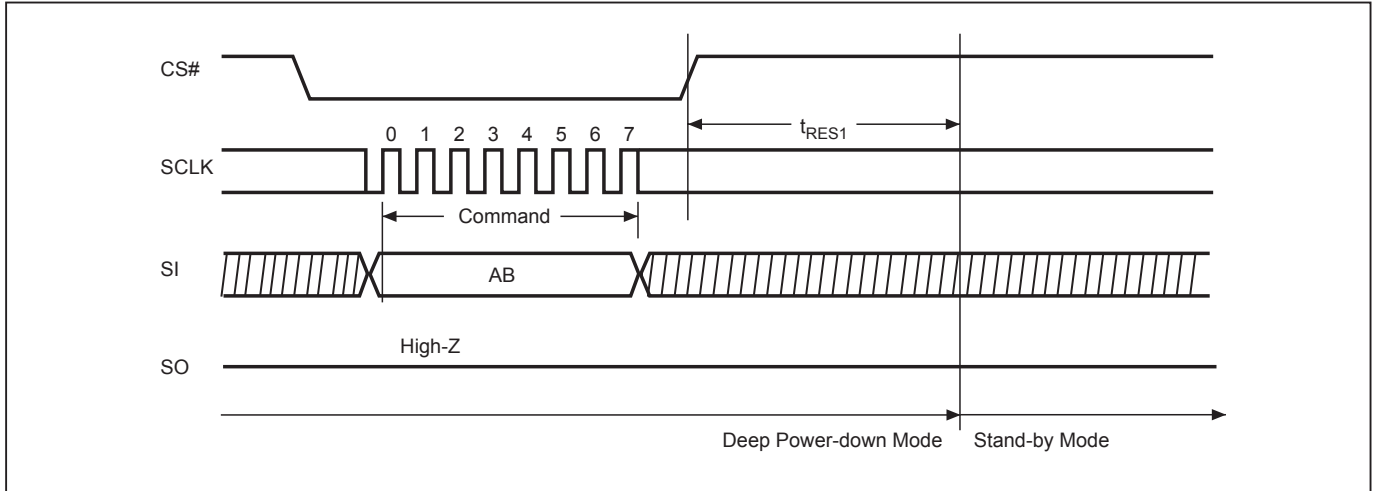 CS#
tRES1
0 1 2 3 4 5 6 7
SCLK
Command
SI
AB
High-Z
SO
Deep Power-down Mode Stand-by Mode